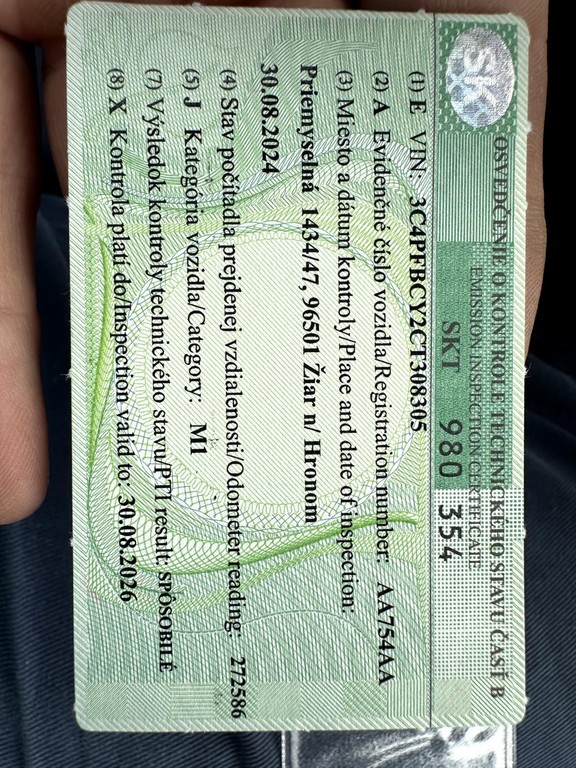 SK
OSVEDČENIE O KONTROLE TECHNICKÉHO STAVU ČASŤ B
EMISSION INSPECTION CERTIFICATE
SKT 980 354
(1) E VIN: 3C4PFBCY2CT308305
(2) A Evidenčné číslo vozidla/Registration number: AA754AA
(3) Miesto a dátum kontroly/Place and date of inspection:
Priemyselná 1434/47, 96501 Žiar n/ Hronom
30.08.2024
(4) Stav počítadla prejdenej vzdialenosti/Odometer reading: 272586
(5) J Kategória vozidla/Category: M1
(7) Výsledok kontroly technického stavu/PTI result: SPÔSOBILÉ
(8) X Kontrola platí do/Inspection valid to: 30.08.2026